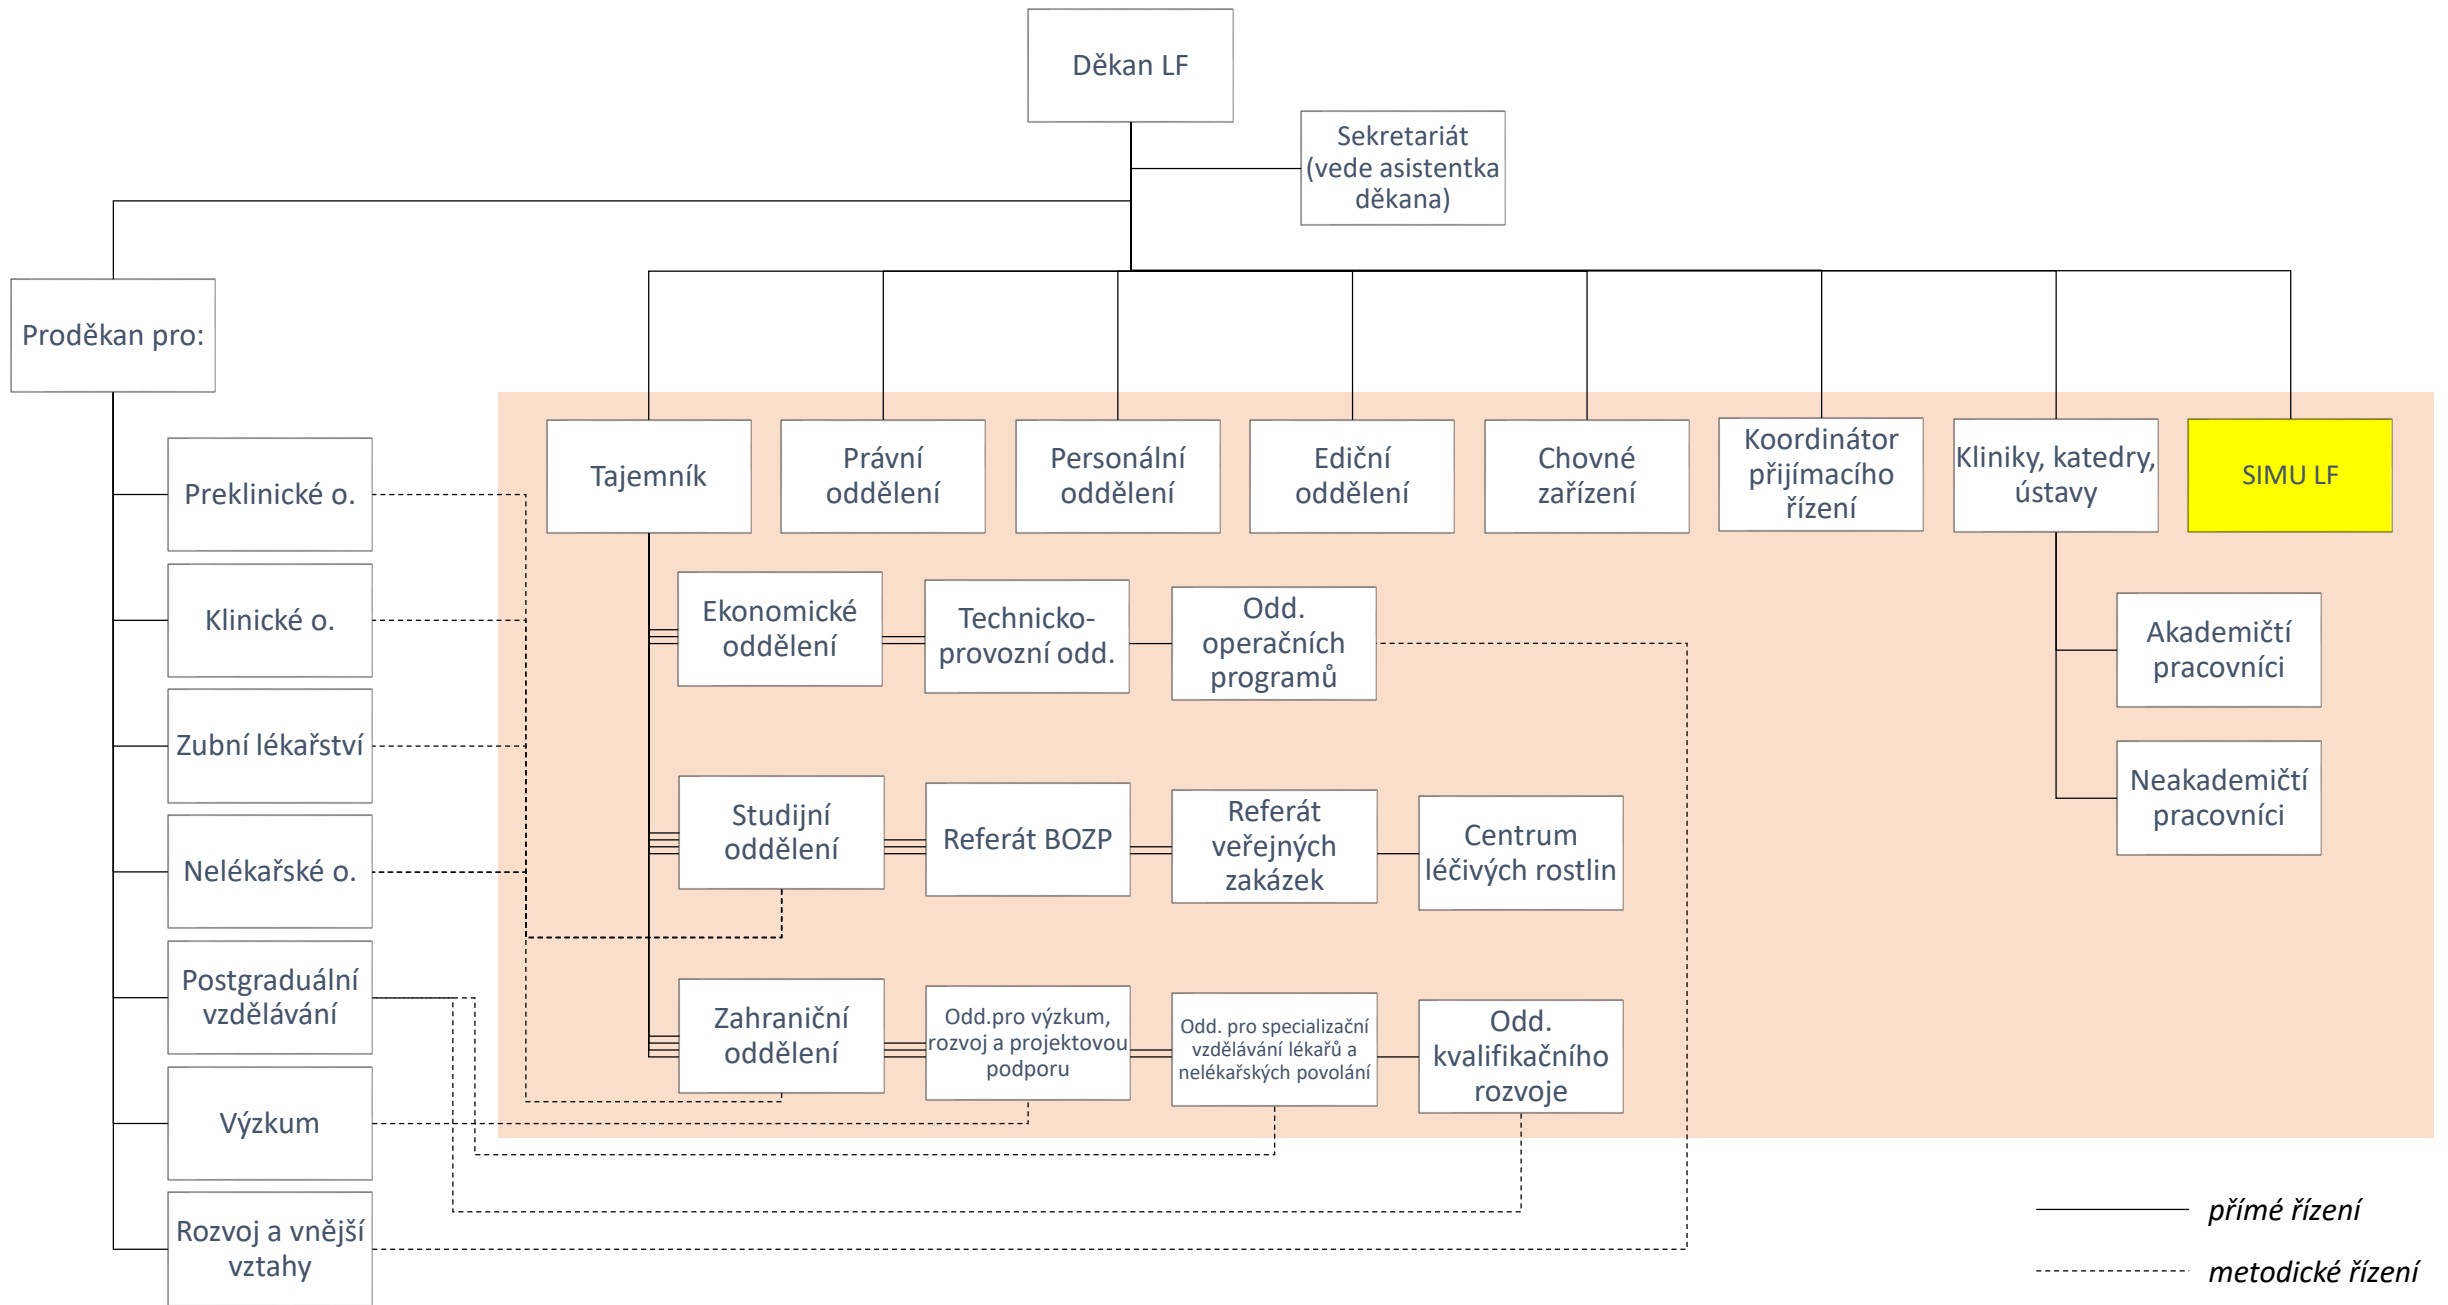 Děkan LF
Sekretariát
(vede asistentka
děkana)
Proděkan pro:
Preklinické o.
Klinické o.
Zubní lékařství
Nelékařské o.
Postgraduální
vzdělávání
Výzkum
Rozvoj a vnější
vztahy
Tajemník
Právní
oddělení
Personální
oddělení
Ediční
oddělení
Chovné
zařízení
Koordinátor
přijímacího
řízení
Kliniky, katedry,
ústavy
SIMU LF
Ekonomické
oddělení
Technicko-
provozní odd.
Odd.
operačních
programů
Akademičtí
pracovníci
Neakademičtí
pracovníci
Studijní
oddělení
Referát BOZP
Referát
veřejných
zakázek
Centrum
léčivých rostlin
Zahraniční
oddělení
Odd.pro výzkum,
rozvoj a projektovou
podporu
Odd. pro specializační
vzdělávání lékařů a
nelékařských povolání
Odd.
kvalifikačního
rozvoje
přímé řízení
metodické řízení